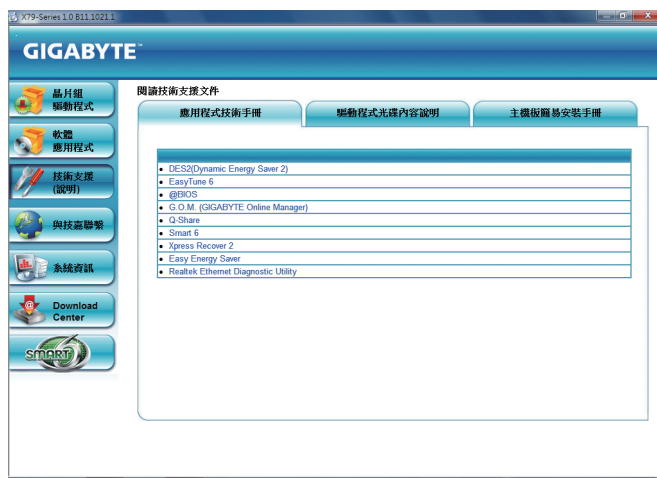 X79-Series 1.0 B11.1021.1
GIGABYTE™
晶片組
驅動程式
軟體
應用程式
技術支援
(說明)
與技嘉聯繫
系統資訊
Download
Center
SMART6
閱讀技術支援文件
應用程式技術手冊
驅動程式光碟內容說明
主機板簡易安裝手冊
• DES2(Dynamic Energy Saver 2)
• EasyTune 6
• @BIOS
• G.O.M. (GIGABYTE Online Manager)
• Q-Share
• Smart 6
• Xpress Recover 2
• Easy Energy Saver
• Realtek Ethernet Diagnostic Utility